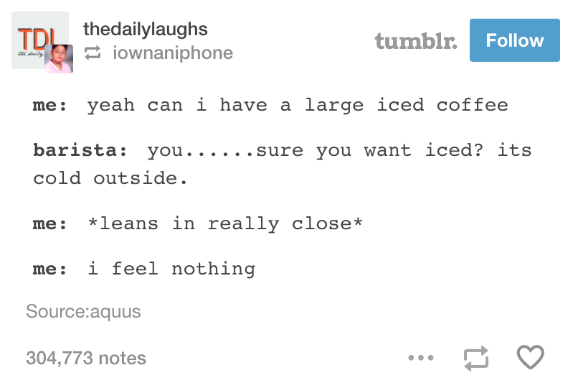 TDL
thedailylaughs
iownaniphone
tumblr.
Follow
me: yeah can i have a large iced coffee
barista: you......sure you want iced? its
cold outside.
me: *leans in really close*
me: i feel nothing
Source:aquus
304,773 notes